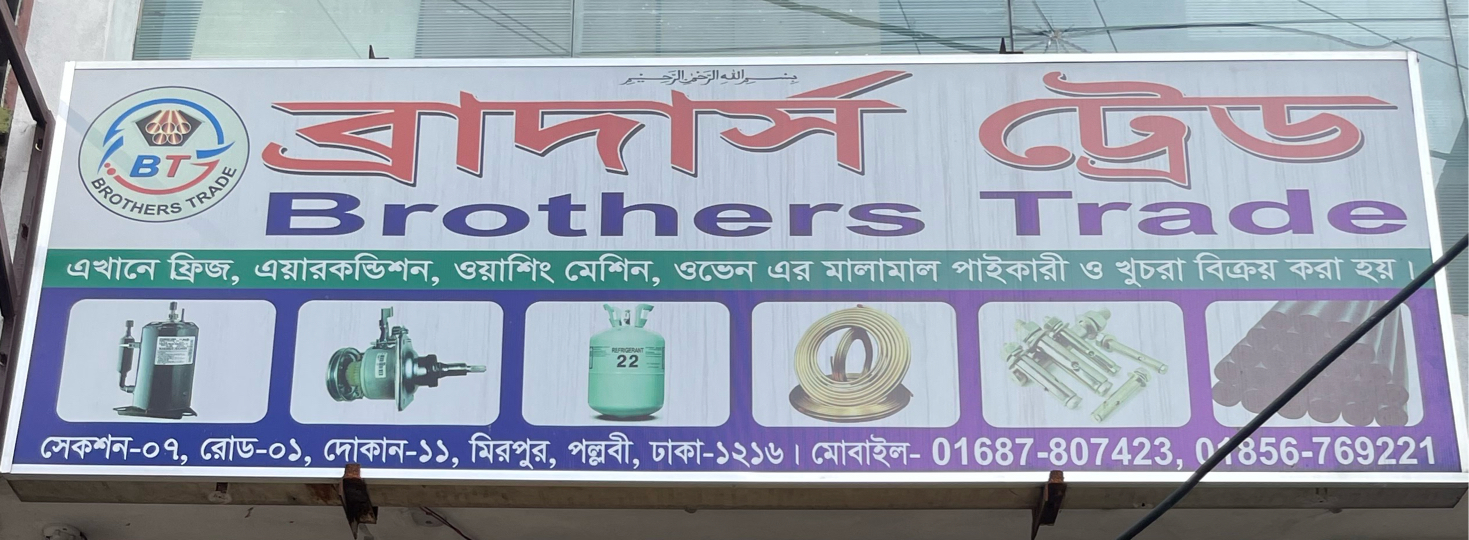 بسم الله الرحمن الرحيم
BT
BROTHERS TRADE
ব্রাদার্স ট্রেড
Brothers Trade
এখানে ফ্রিজ, এয়ারকন্ডিশন, ওয়াশিং মেশিন, ওভেন এর মালামাল পাইকারী ও খুচরা বিক্রয় করা হয়।
REFRIGERANT
22
সেকশন-০৭, রোড-০১, দোকান-১১, মিরপুর, পল্লবী, ঢাকা-১২১৬। মোবাইল- 01687-807423, 01856-769221